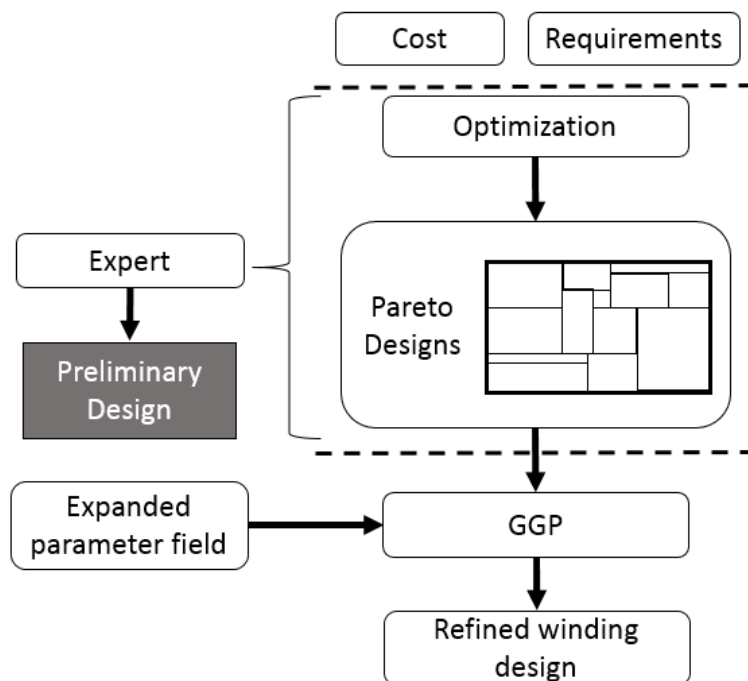 Cost
Requirements
Optimization
Expert
Pareto
Designs
Preliminary
Design
Expanded
parameter field
GGP
Refined winding
design